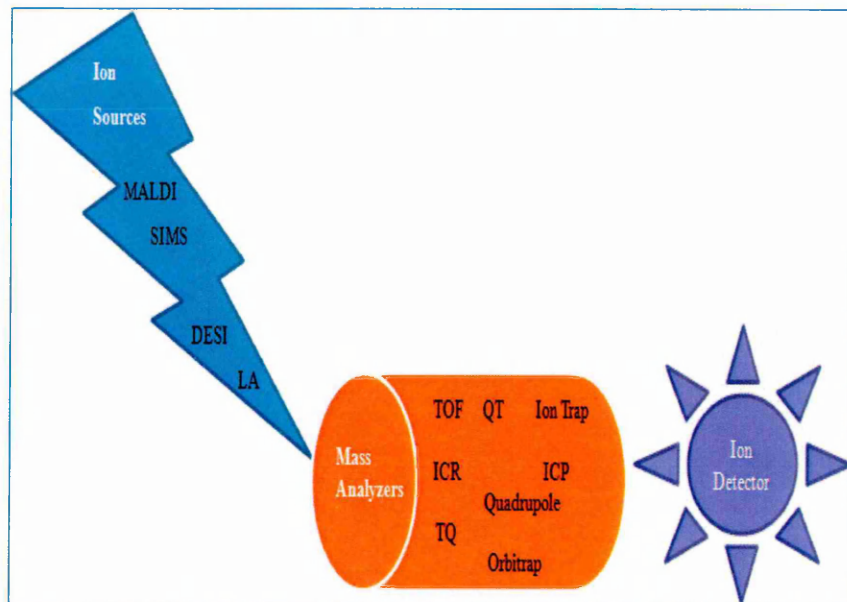 Ion
Sources
MALDI
SIMS
DESI
LA
Mass
Analyzers
TOF QT Ion Trap
ICR ICP
Quadrupole
TQ
Orbitrap
Ion
Detector